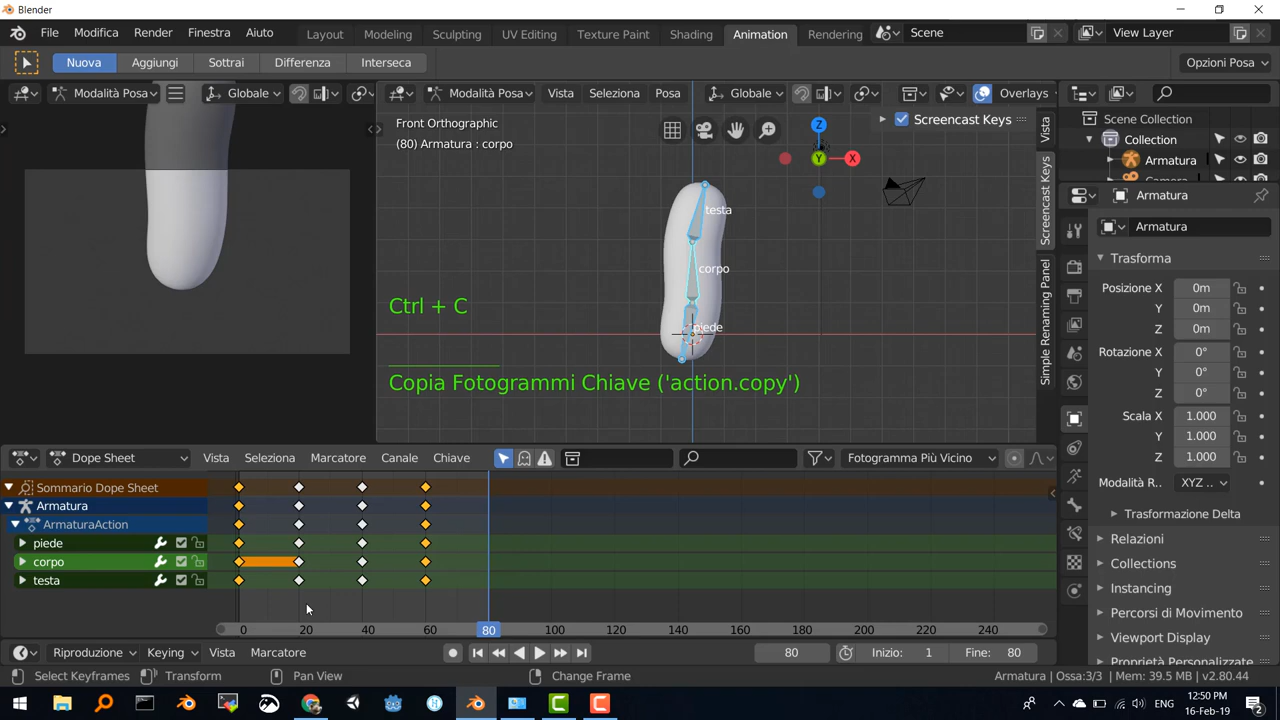 Blender
File Modifica Render Finestra Aiuto Layout Modeling Sculpting UV Editing Texture Paint Shading Animation Rendering Scene View Layer
Nuova Aggiungi Sottrai Differenza Interseca Opzioni Posa
Modalità Posa Globale Modalità Posa Vista Seleziona Posa Globale Overlays
Front Orthographic
(80) Armatura : corpo
Screencast Keys
Z
Y
X
testa
corpo
piede
Ctrl + C
Copia Fotogrammi Chiave ('action.copy')
Vista
Screencast Keys
Simple Renaming Panel
Scene Collection
Collection
Armatura
Camera
Armatura
Armatura
Trasforma
Posizione X 0m
Y 0m
Z 0m
Rotazione X 0°
Y 0°
Z 0°
Scala X 1.000
Y 1.000
Z 1.000
Modalità R... XYZ ..
Trasformazione Delta
Relazioni
Collections
Instancing
Percorsi di Movimento
Viewport Display
Proprietà Personalizzate
Dope Sheet Vista Seleziona Marcatore Canale Chiave Fotogramma Più Vicino
Sommario Dope Sheet
Armatura
ArmaturaAction
piede
corpo
testa
0 20 40 60 80 100 120 140 160 180 200 220 240
Riproduzione Keying Vista Marcatore 80 Inizio: 1 Fine: 80
Select Keyframes Transform Pan View Change Frame Armatura | Ossa:3/3 | Mem: 39.5 MB | v2.80.44
ENG
12:50 PM
16-Feb-19
2